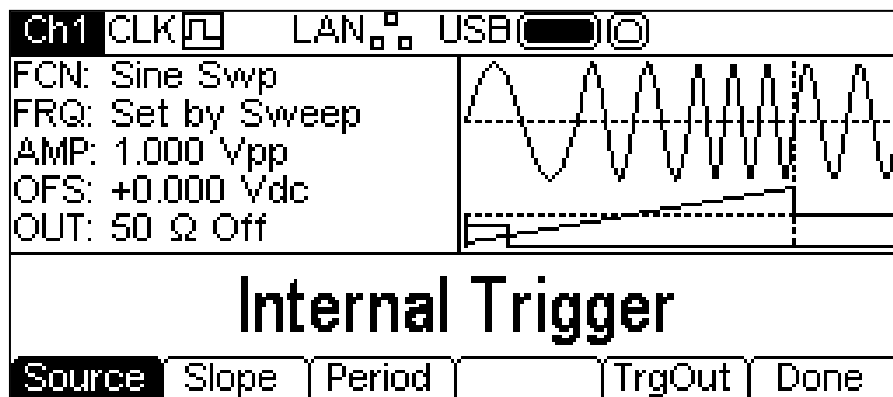 Ch1 CLK LAN USB
FCN: Sine Swp
FRQ: Set by Sweep
AMP: 1.000 Vpp
OFS: +0.000 Vdc
OUT: 50 Ω Off
Internal Trigger
Source Slope Period TrgOut Done